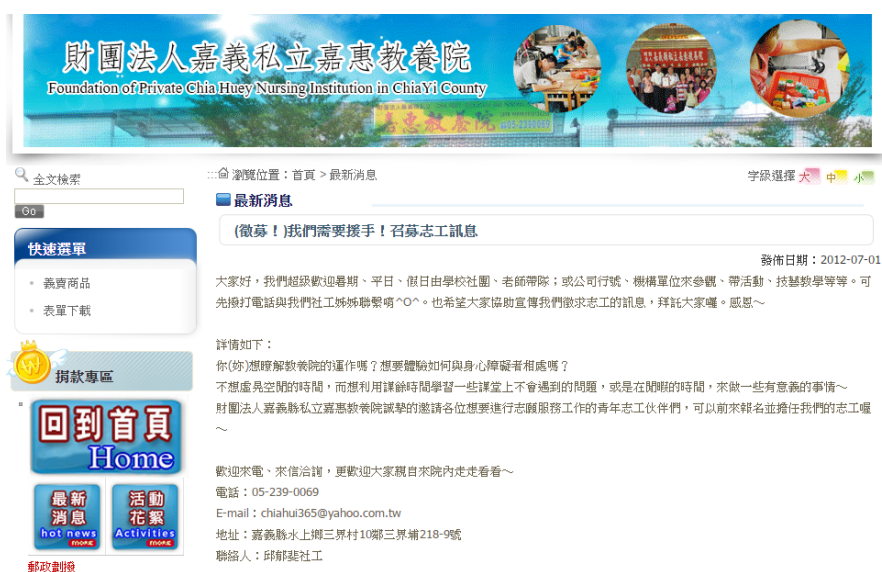 財團法人嘉義私立嘉惠教養院
Foundation of Private Chia Huey Nursing Institution in ChiaYi County
嘉惠教養院
05-2390069
全文檢索
Go
快速選單
義賣商品
表單下載
捐款專區
回到首頁
Home
最新
消息
hot news
more
活動
花絮
Activities
more
郵政劃撥
:::瀏覽位置：首頁 > 最新消息
字級選擇 大 中 小
最新消息
(徵募！)我們需要援手！召募志工訊息
發佈日期：2012-07-01
大家好，我們超級歡迎暑期、平日、假日由學校社團、老師帶隊；或公司行號、機構單位來參觀、帶活動、技藝教學等等。可
先撥打電話與我們社工姊姊聯繫唷^O^。也希望大家協助宣傳我們徵求志工的訊息，拜託大家囉。感恩～
詳情如下：
你(妳)想瞭解教養院的運作嗎？想要體驗如何與身心障礙者相處嗎？
不想虛晃空閒的時間，而想利用課餘時間學習一些課堂上不會遇到的問題，或是在閒暇的時間，來做一些有意義的事情～
財團法人嘉義縣私立嘉惠教養院誠摯的邀請各位想要進行志願服務工作的青年志工伙伴們，可以前來報名並擔任我們的志工喔
～
歡迎來電、來信洽詢，更歡迎大家親自來院內走走看看～
電話：05-239-0069
E-mail：chiahui365@yahoo.com.tw
地址：嘉義縣水上鄉三界村10鄰三界埔218-9號
聯絡人：邱郁斐社工